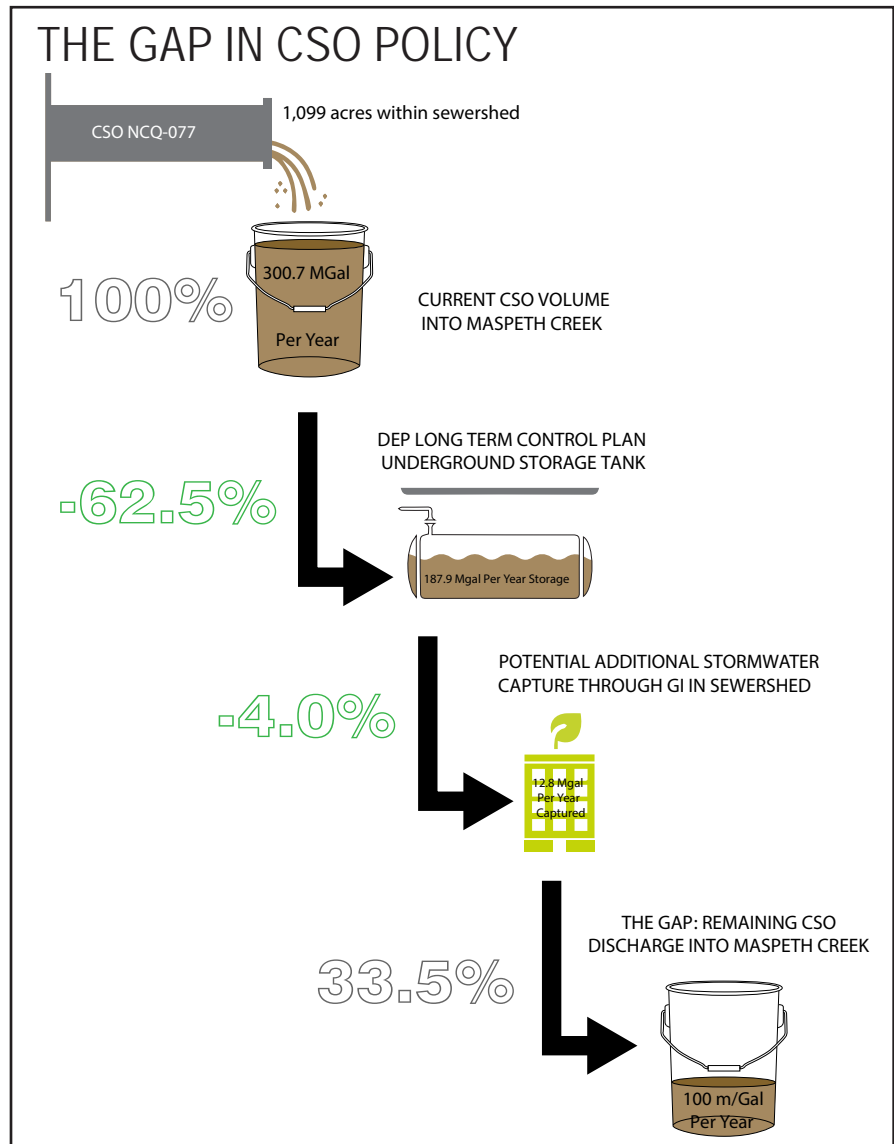 THE GAP IN CSO POLICY
1,099 acres within sewershed
CSO NCQ-077
300.7 MGal
Per Year
100%
CURRENT CSO VOLUME
INTO MASPETH CREEK
DEP LONG TERM CONTROL PLAN
UNDERGROUND STORAGE TANK
-62.5%
187.9 Mgal Per Year Storage
POTENTIAL ADDITIONAL STORMWATER
CAPTURE THROUGH GI IN SEWERSHED
-4.0%
12.8 Mgal
Per Year
Captured
THE GAP: REMAINING CSO
DISCHARGE INTO MASPETH CREEK
33.5%
100 m/Gal
Per Year